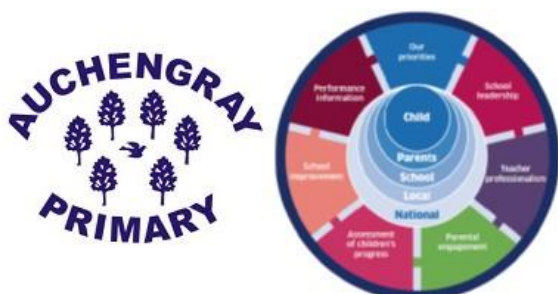 AUCHENGRAY
PRIMARY
Our
priorities
School
leadership
Teacher
professionalism
Parental
engagement
Assessment
of children's
progress
School
improvement
Performance
information
Child
Parents
School
Local
National